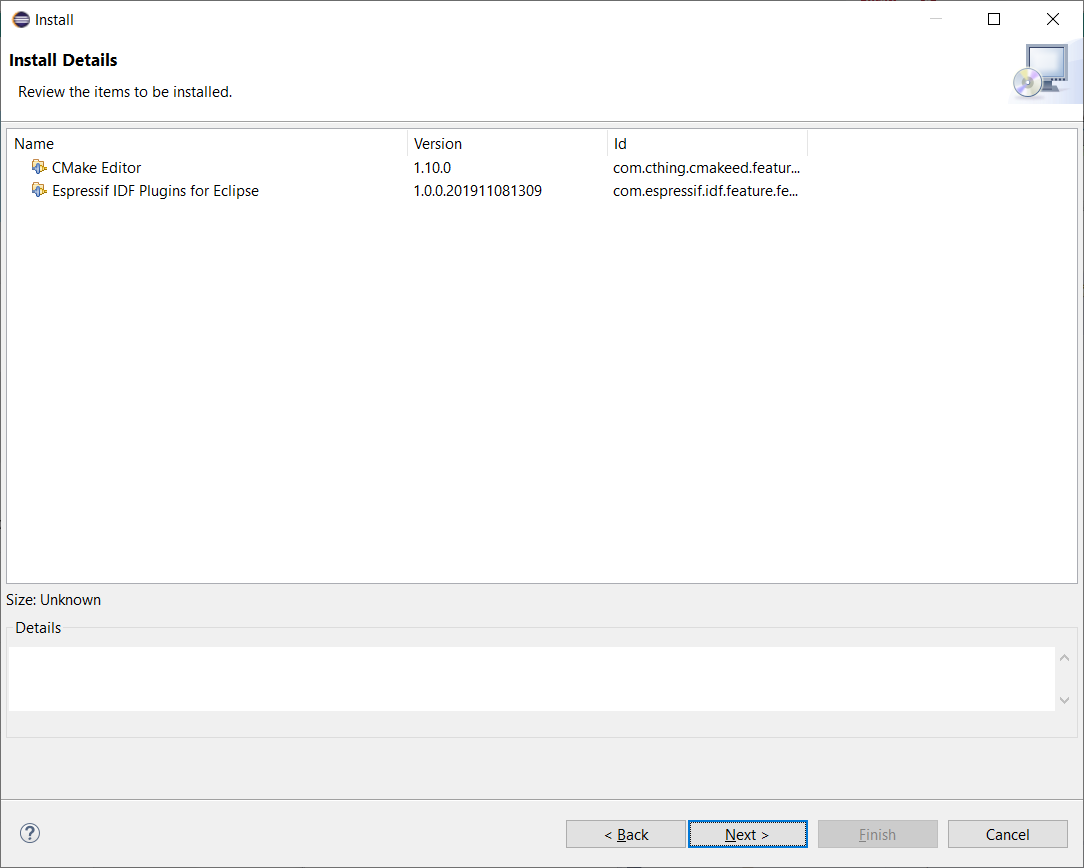 Install
Install Details
Review the items to be installed.
Name Version Id
CMake Editor 1.10.0 com.cthing.cmakeed.featur...
Espressif IDF Plugins for Eclipse 1.0.0.201911081309 com.espressif.idf.feature.fe...
Size: Unknown
Details
? < Back Next > Finish Cancel